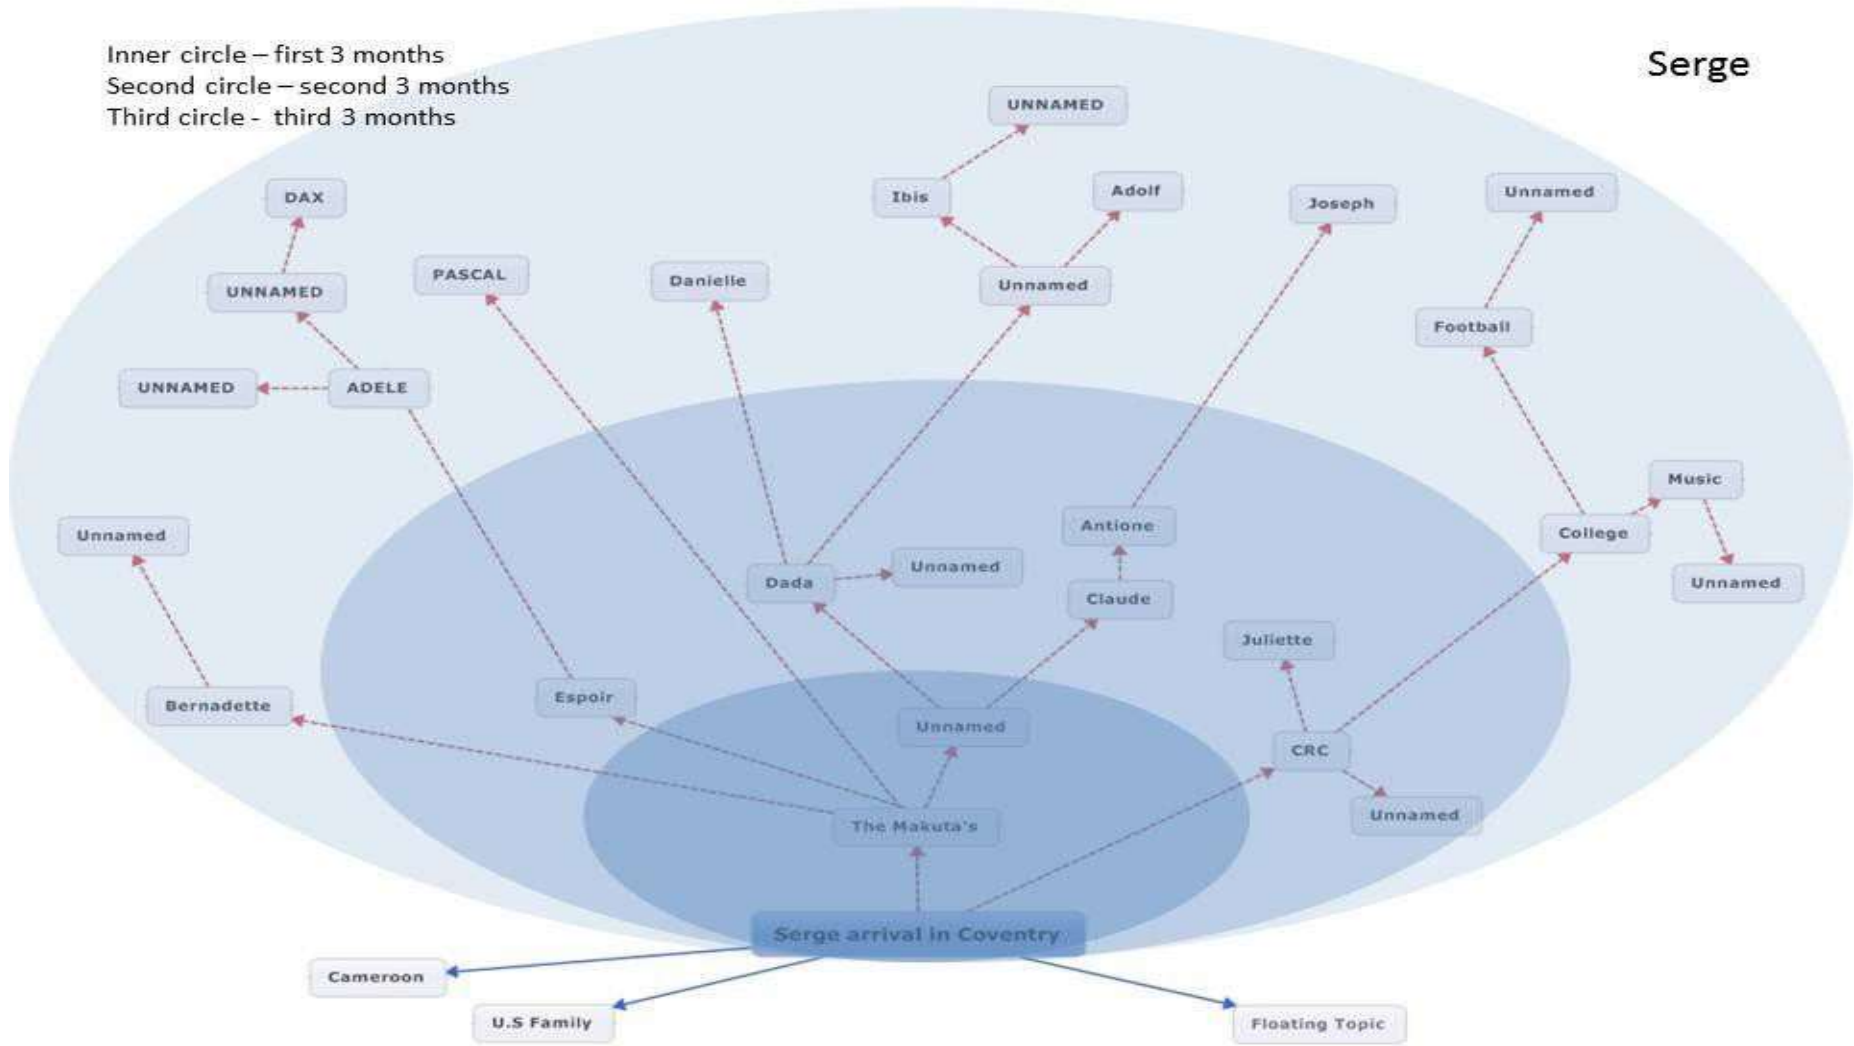 Inner circle – first 3 months
Second circle – second 3 months
Third circle - third 3 months
Serge
UNNAMED
DAX
Ibis
Adolf
Joseph
Unnamed
UNNAMED
PASCAL
Danielle
Unnamed
Football
UNNAMED
ADELE
Music
Unnamed
Antione
College
Dada
Unnamed
Claude
Unnamed
Juliette
Bernadette
Espoir
Unnamed
CRC
The Makuta's
Unnamed
Serge arrival in Coventry
Cameroon
U.S Family
Floating Topic